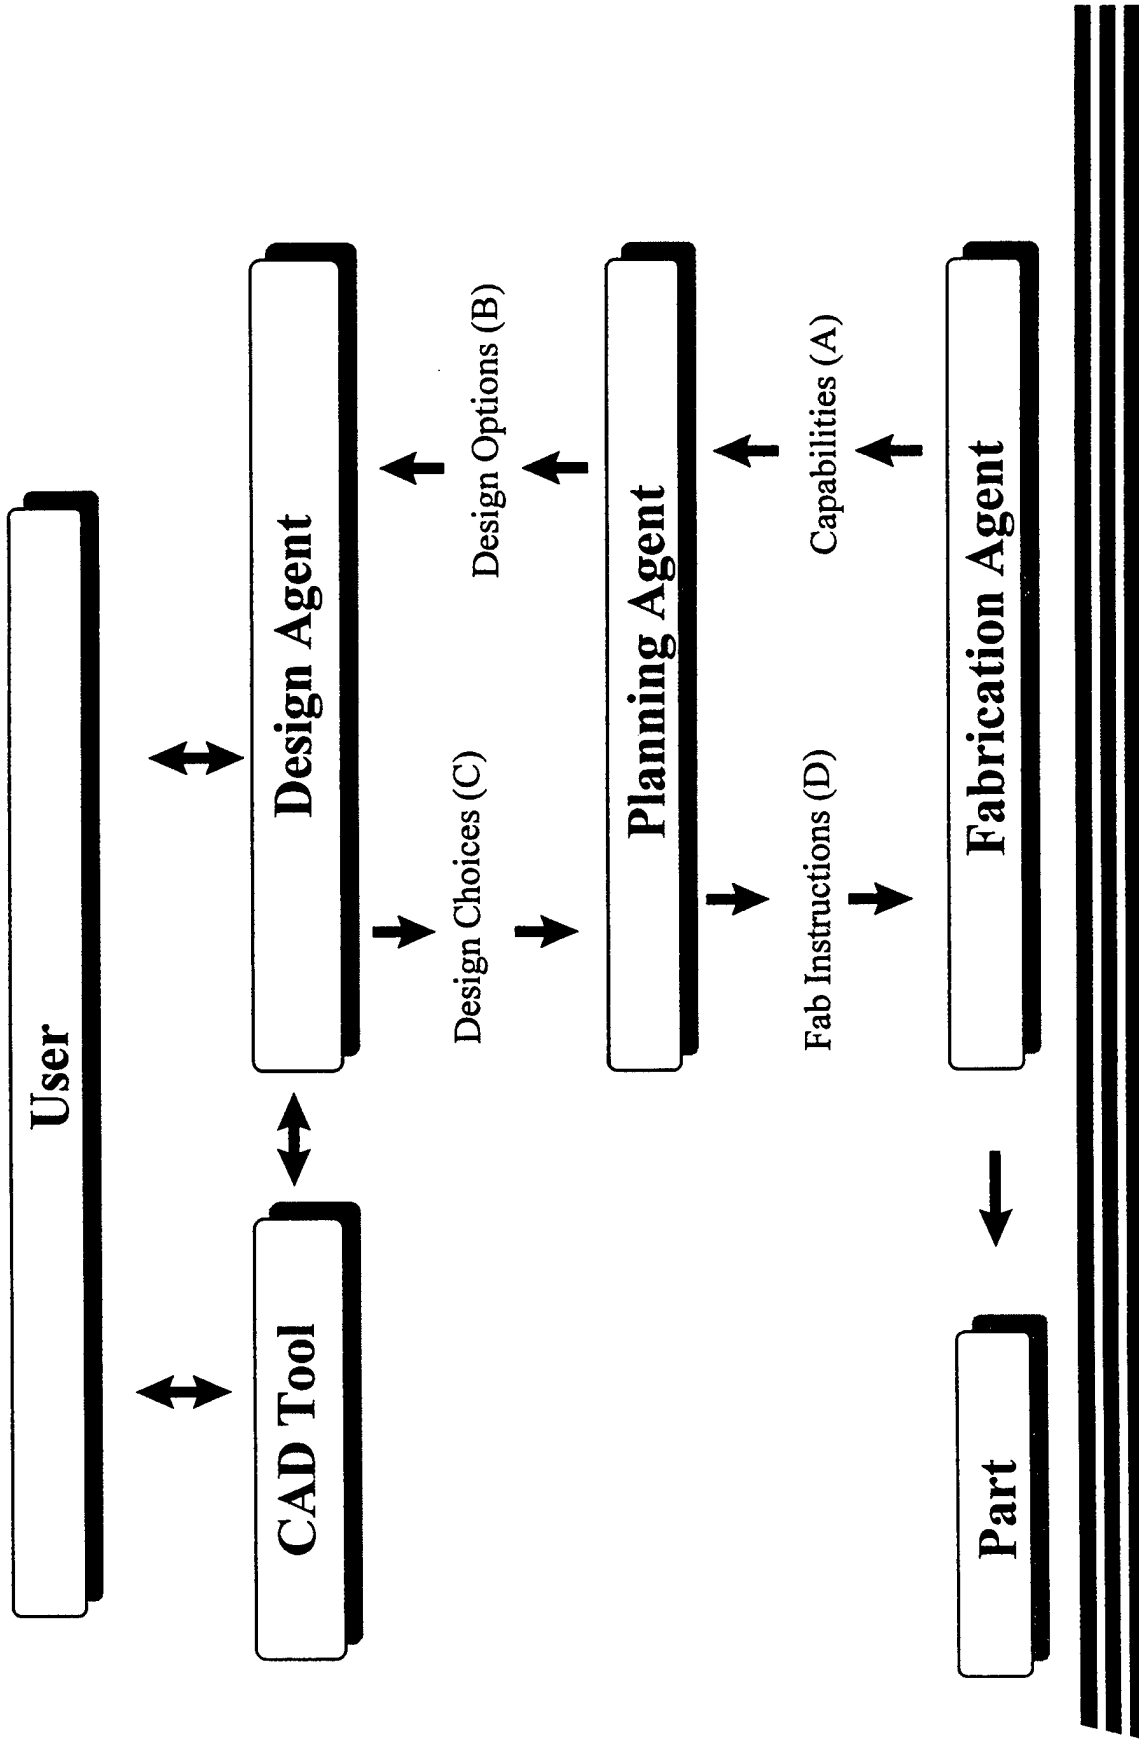 User
CAD Tool
Design Agent
Design Choices (C)
Design Options (B)
Planning Agent
Fab Instructions (D)
Capabilities (A)
Part
Fabrication Agent